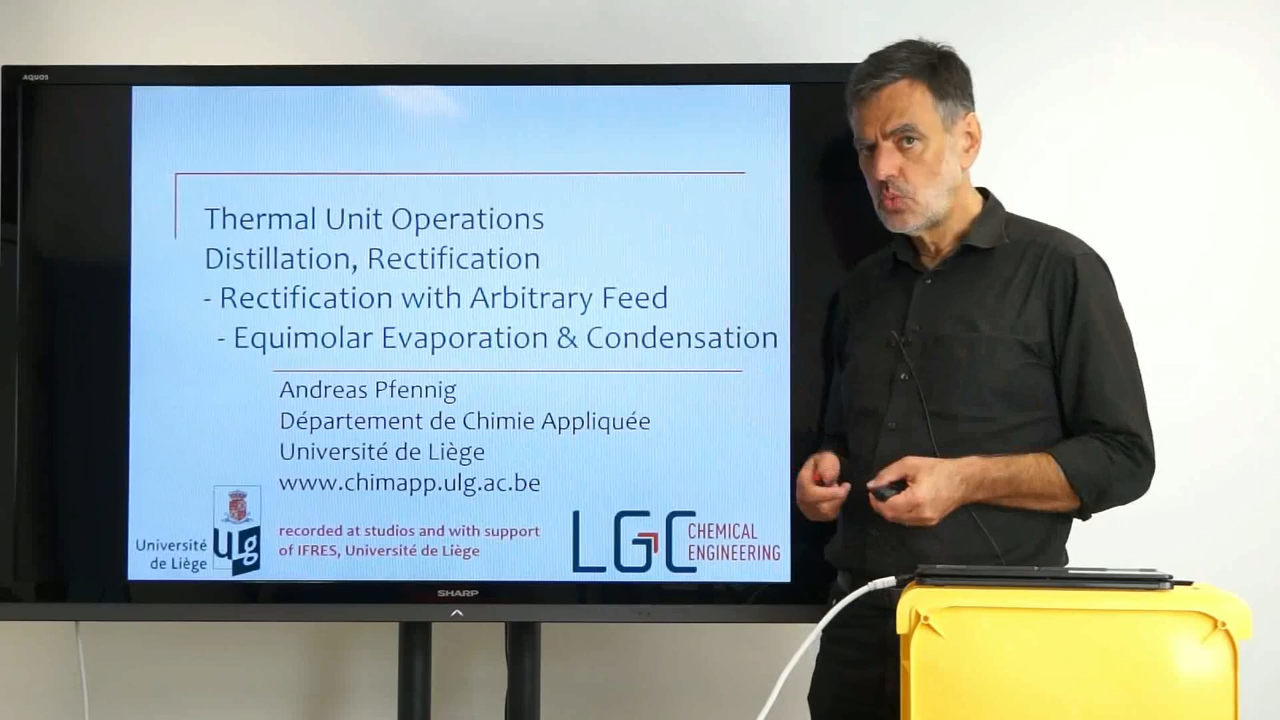 AQUOS
Thermal Unit Operations
Distillation, Rectification
- Rectification with Arbitrary Feed
- Equimolar Evaporation & Condensation
Andreas Pfennig
Département de Chimie Appliquée
Université de Liège
www.chimapp.ulg.ac.be
Université
de Liège
ulg
recorded at studios and with support
of IFRES, Université de Liège
LGC
CHEMICAL
ENGINEERING
SHARP